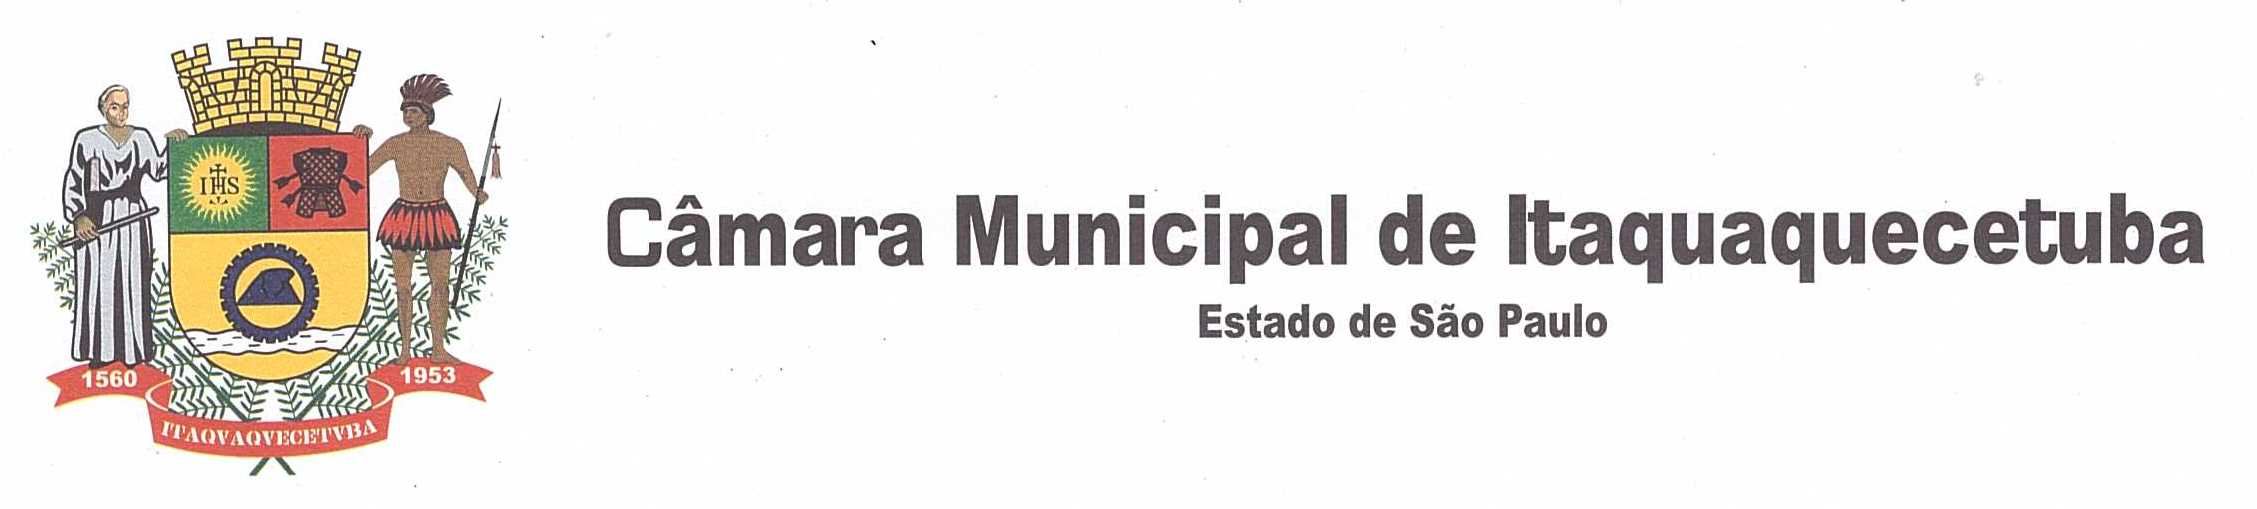 IHS
Câmara Municipal de Itaquaquecetuba
Estado de São Paulo
1560
1953
ITAQVAQVECETVBA